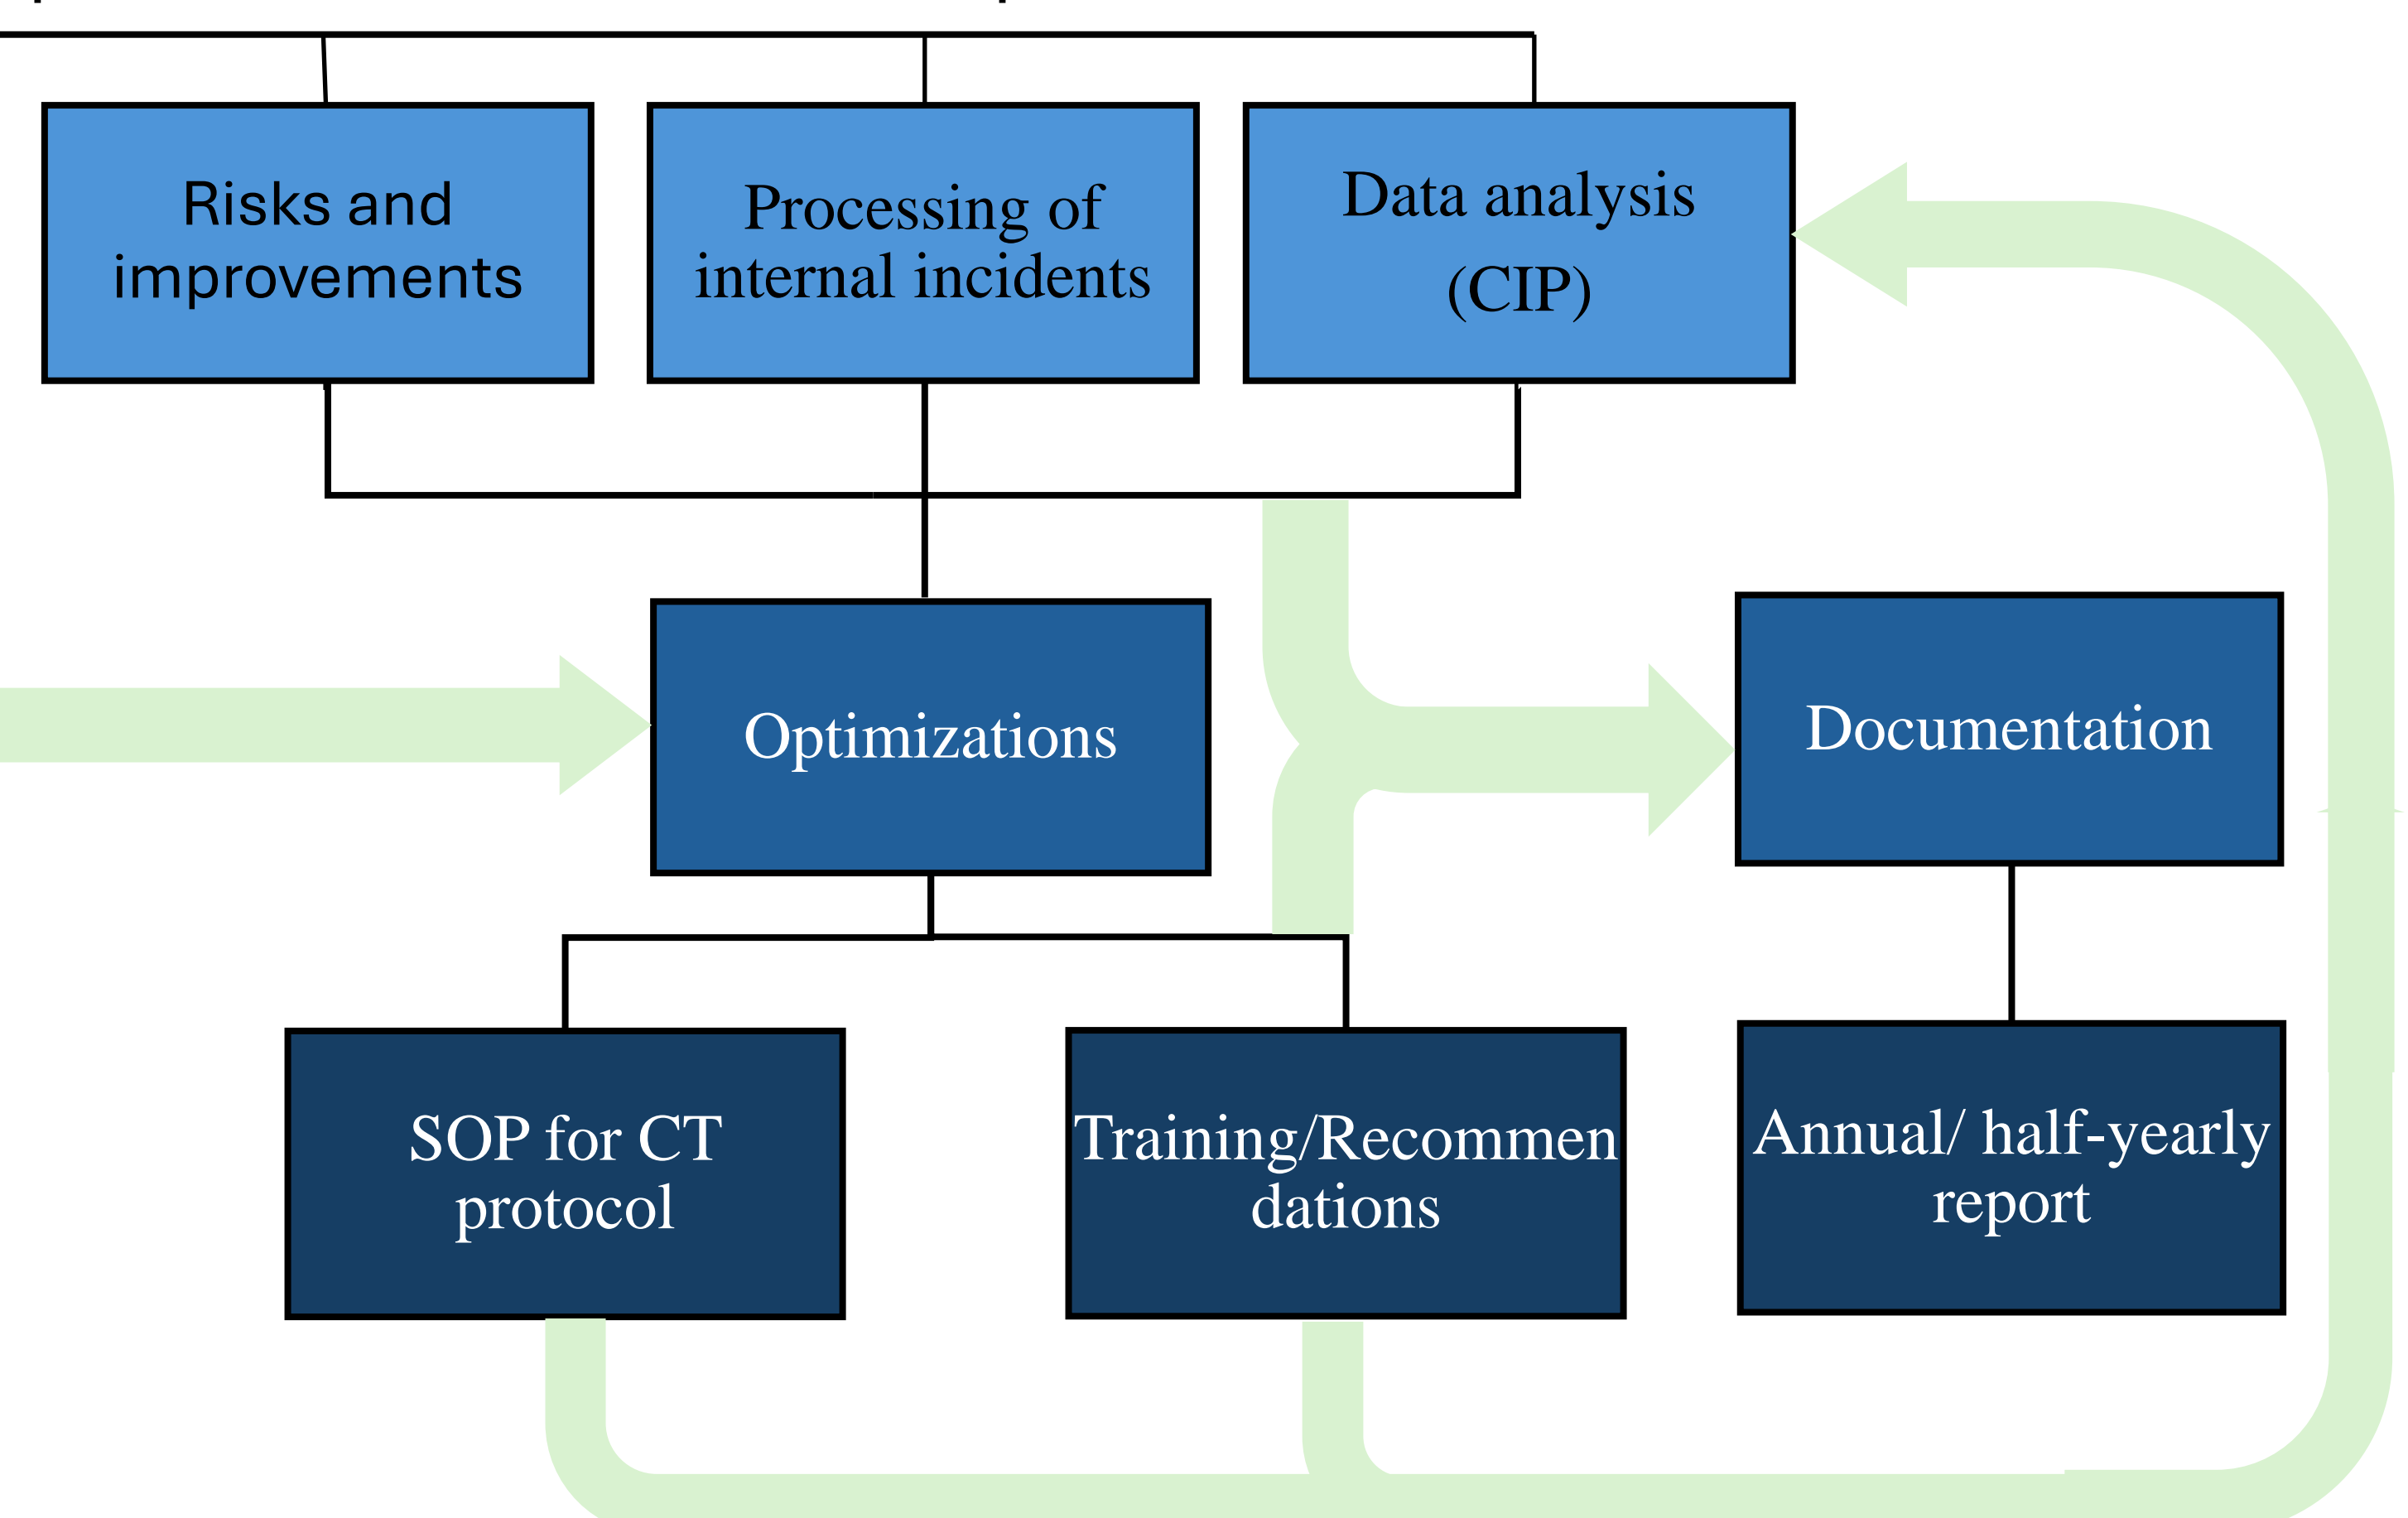 Risks and
improvements
Processing of
internal incidents
Data analysis
(CIP)
Optimizations
Documentation
SOP for CT
protocol
Training/Recommen
dations
Annual/ half-yearly
report